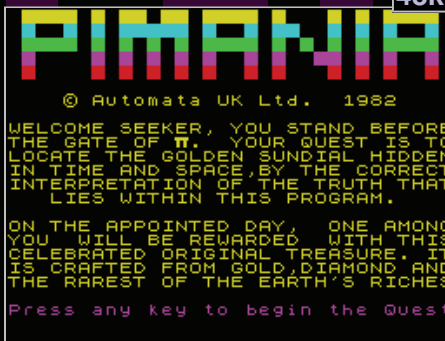 PIMANIA
© Automata UK Ltd. 1982
WELCOME SEEKER, YOU STAND BEFORE
THE GATE OF π. YOUR QUEST IS TO
LOCATE THE GOLDEN SUNDIAL HIDDEN
IN TIME AND SPACE,BY THE CORRECT
INTERPRETATION OF THE TRUTH THAT
LIES WITHIN THIS PROGRAM.
ON THE APPOINTED DAY, ONE AMONG
YOU WILL BE REWARDED WITH THIS
CELEBRATED ORIGINAL TREASURE. IT
IS CRAFTED FROM GOLD,DIAMOND AND
THE RAREST OF THE EARTH'S RICHES
Press any key to begin the Quest